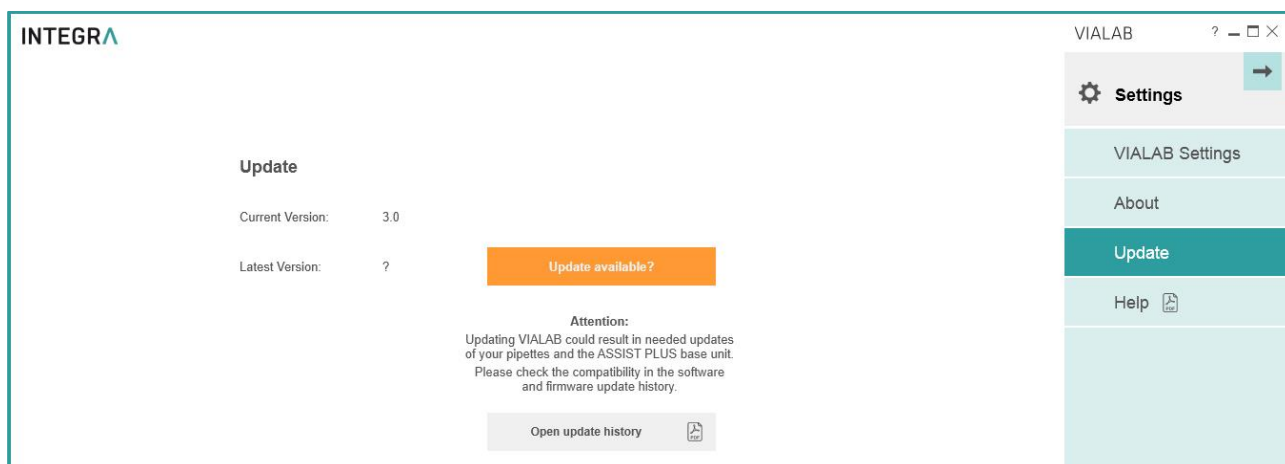 INTEGRA
VIALAB ?
Settings
VIALAB Settings
About
Update
Help PDF
Update
Current Version: 3.0
Latest Version: ?
Update available?
Attention:
Updating VIALAB could result in needed updates
of your pipettes and the ASSIST PLUS base unit.
Please check the compatibility in the software
and firmware update history.
Open update history PDF